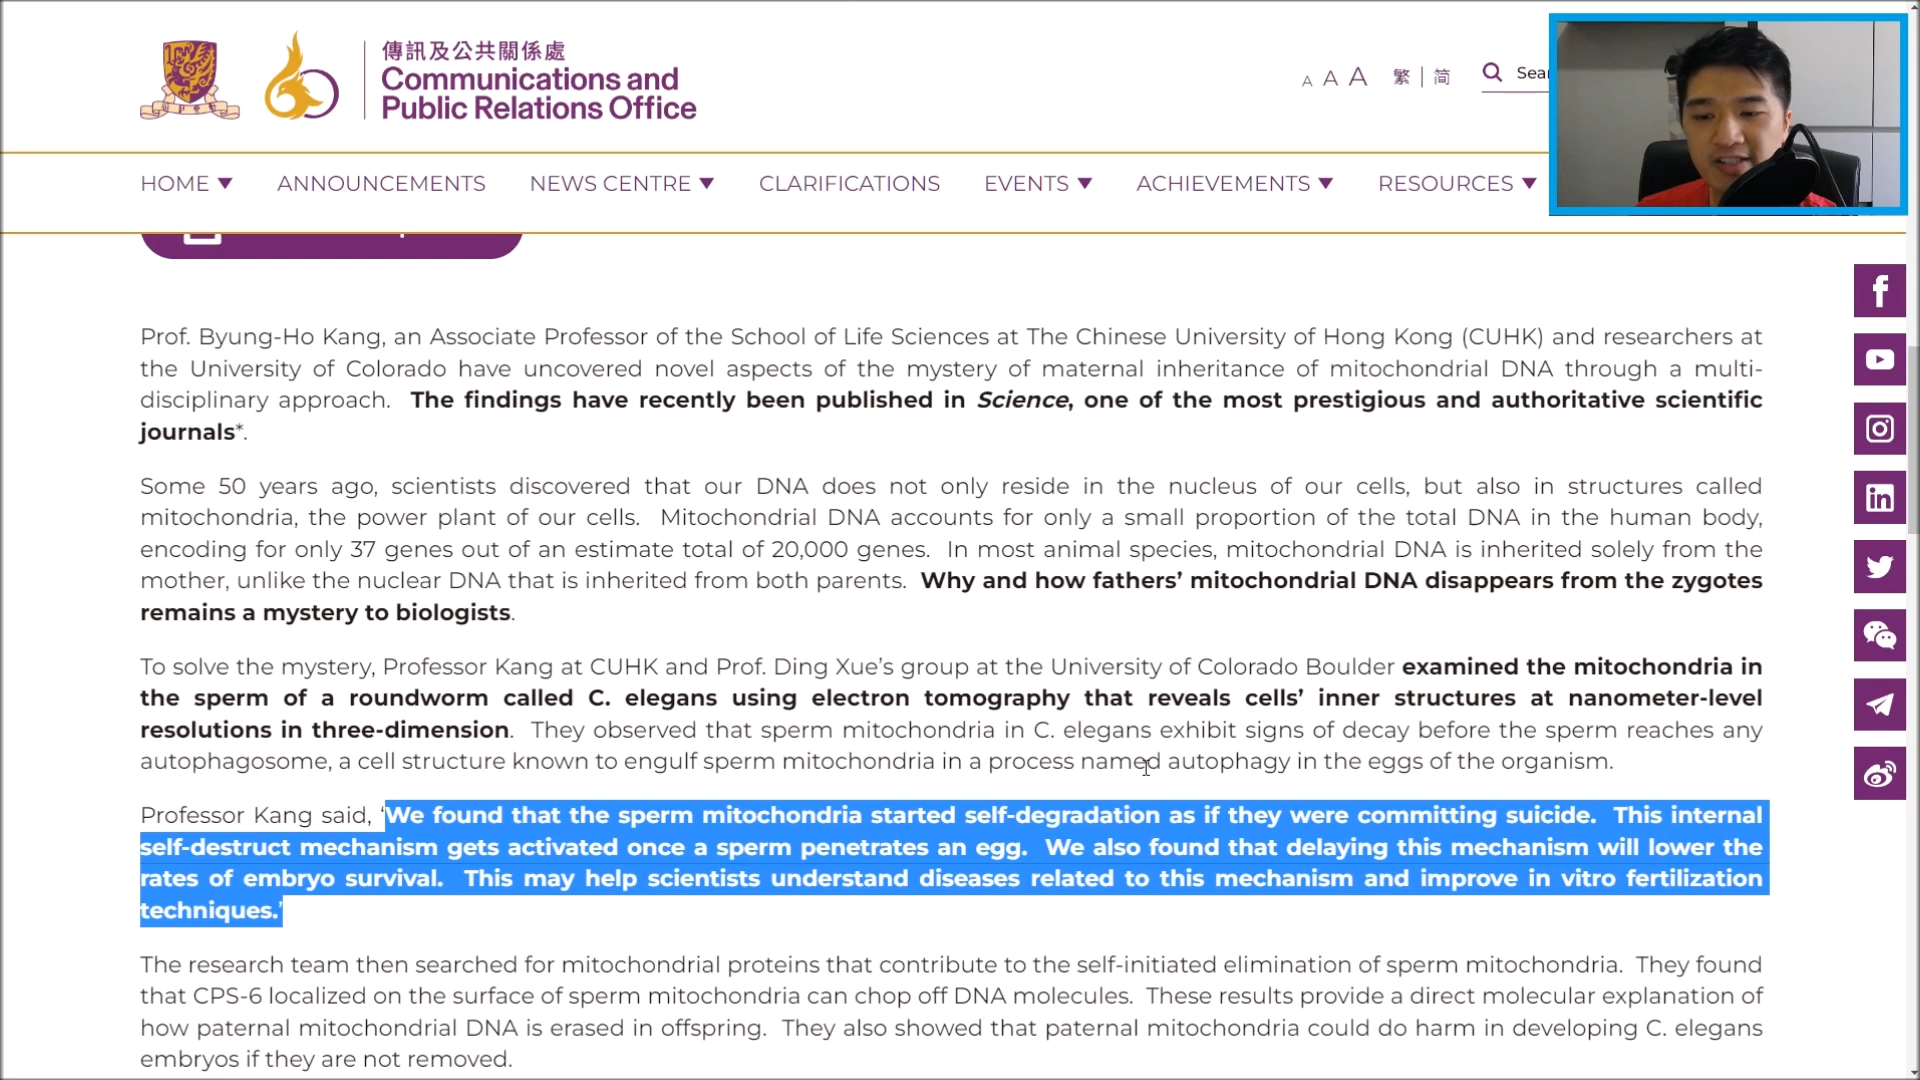 傳訊及公共關係處
Communications and
Public Relations Office
A A A 繁 | 简
HOME ▼ ANNOUNCEMENTS NEWS CENTRE ▼ CLARIFICATIONS EVENTS ▼ ACHIEVEMENTS ▼ RESOURCES ▼
Prof. Byung-Ho Kang, an Associate Professor of the School of Life Sciences at The Chinese University of Hong Kong (CUHK) and researchers at
the University of Colorado have uncovered novel aspects of the mystery of maternal inheritance of mitochondrial DNA through a multi-
disciplinary approach. The findings have recently been published in Science, one of the most prestigious and authoritative scientific
journals*.
Some 50 years ago, scientists discovered that our DNA does not only reside in the nucleus of our cells, but also in structures called
mitochondria, the power plant of our cells. Mitochondrial DNA accounts for only a small proportion of the total DNA in the human body,
encoding for only 37 genes out of an estimate total of 20,000 genes. In most animal species, mitochondrial DNA is inherited solely from the
mother, unlike the nuclear DNA that is inherited from both parents. Why and how fathers’ mitochondrial DNA disappears from the zygotes
remains a mystery to biologists.
To solve the mystery, Professor Kang at CUHK and Prof. Ding Xue’s group at the University of Colorado Boulder examined the mitochondria in
the sperm of a roundworm called C. elegans using electron tomography that reveals cells’ inner structures at nanometer-level
resolutions in three-dimension. They observed that sperm mitochondria in C. elegans exhibit signs of decay before the sperm reaches any
autophagosome, a cell structure known to engulf sperm mitochondria in a process named autophagy in the eggs of the organism.
Professor Kang said, ‘We found that the sperm mitochondria started self-degradation as if they were committing suicide. This internal
self-destruct mechanism gets activated once a sperm penetrates an egg. We also found that delaying this mechanism will lower the
rates of embryo survival. This may help scientists understand diseases related to this mechanism and improve in vitro fertilization
techniques.’
The research team then searched for mitochondrial proteins that contribute to the self-initiated elimination of sperm mitochondria. They found
that CPS-6 localized on the surface of sperm mitochondria can chop off DNA molecules. These results provide a direct molecular explanation of
how paternal mitochondrial DNA is erased in offspring. They also showed that paternal mitochondria could do harm in developing C. elegans
embryos if they are not removed.